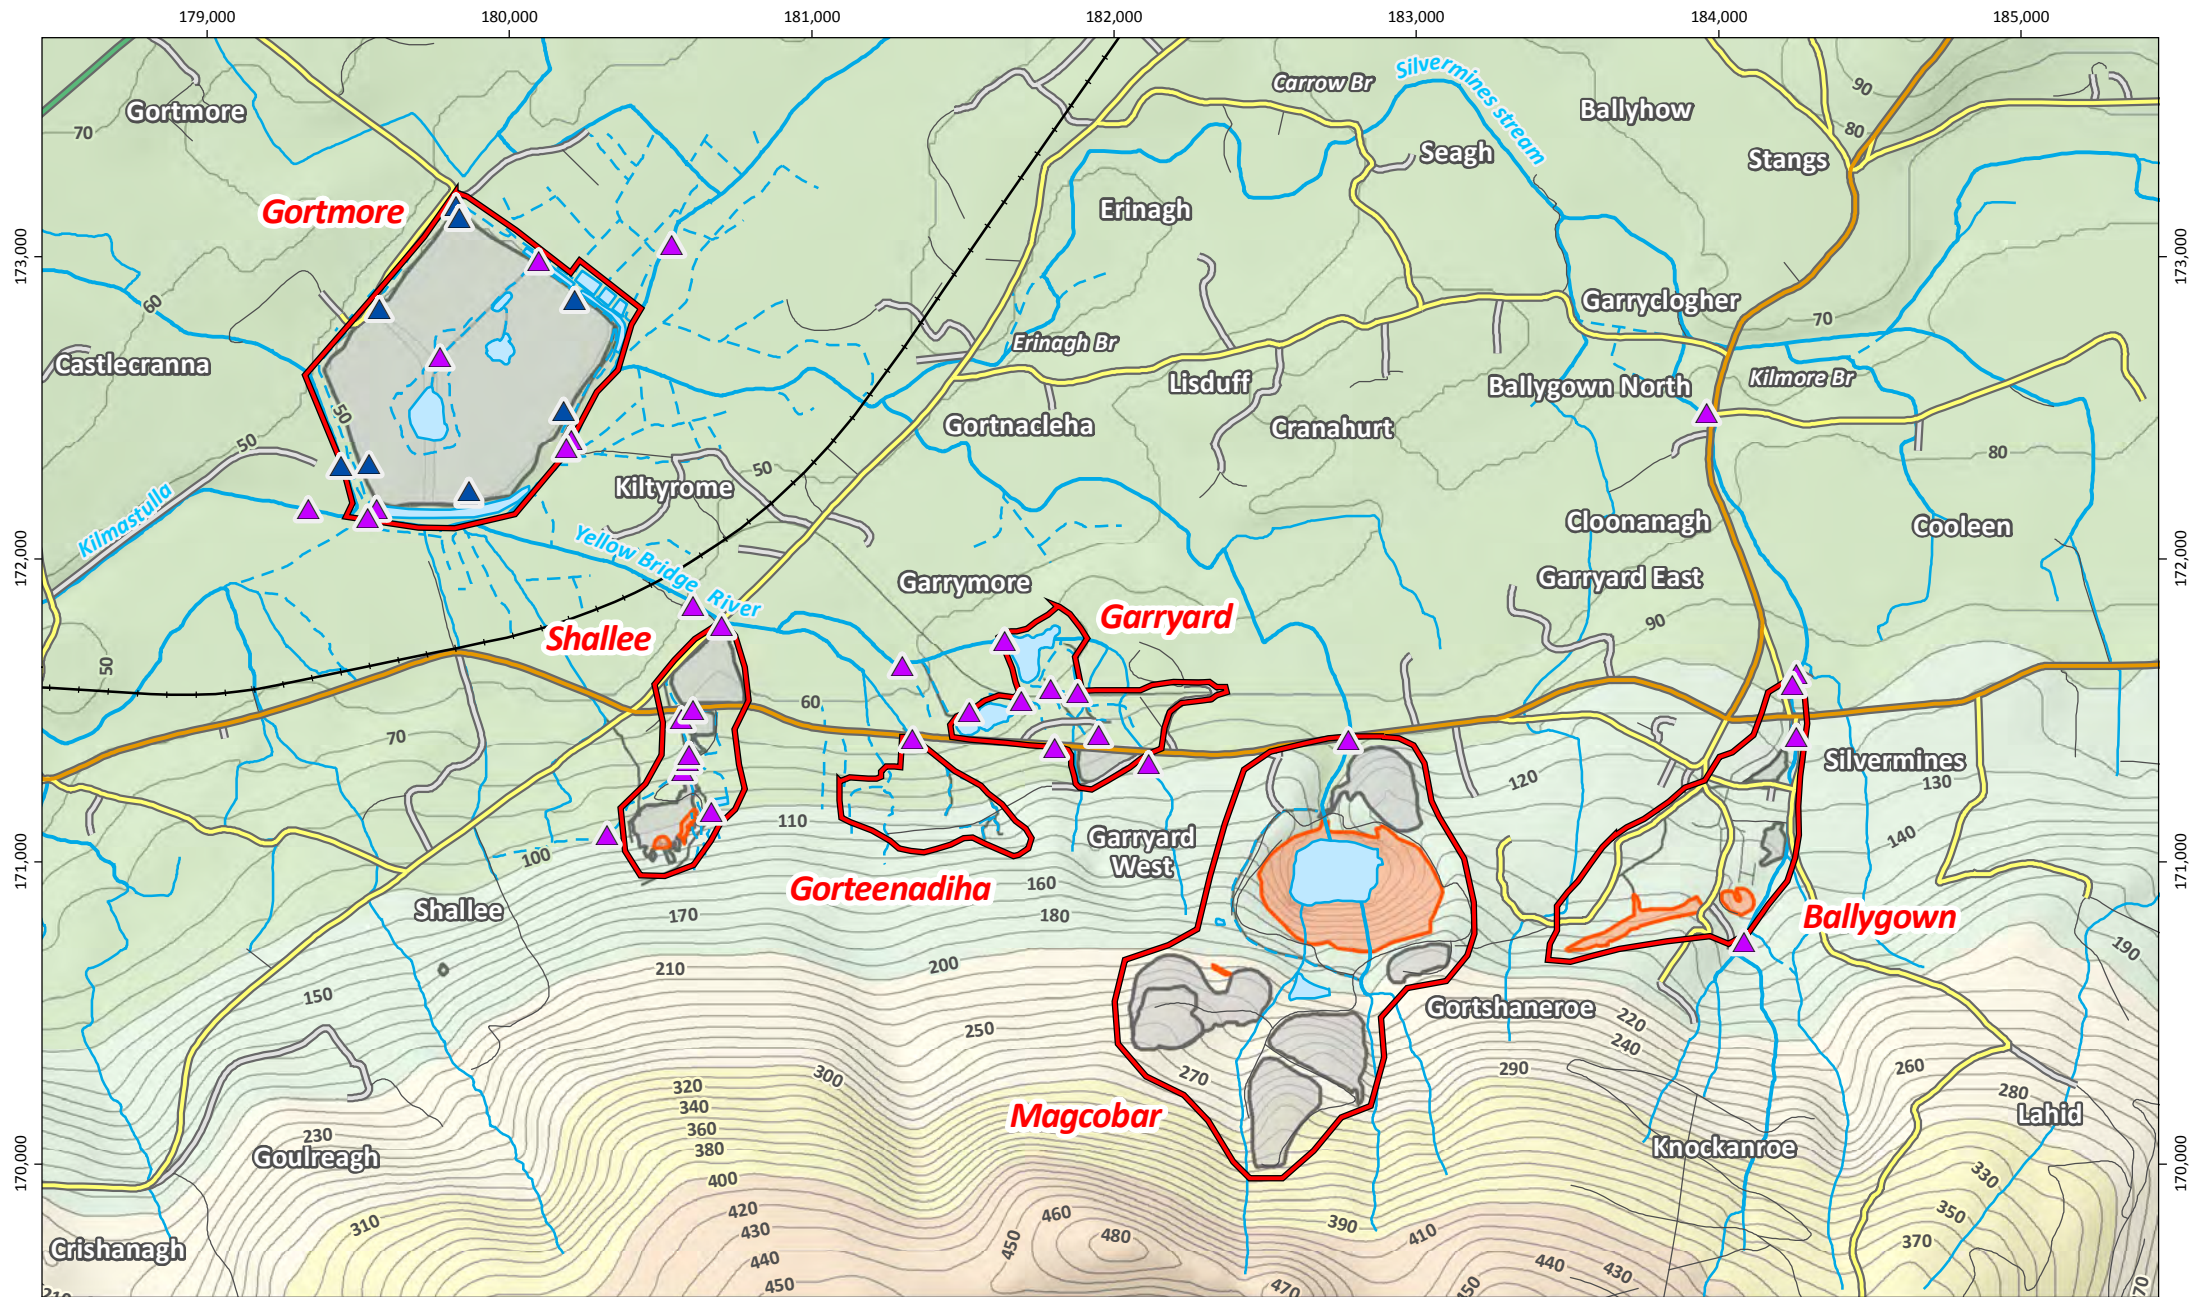 179,000 180,000 181,000 182,000 183,000 184,000 185,000
Gortmore
70
Carrow Br
Silvermines stream
Ballyhow
90
80
Seagh
Stangs
Gortmore
Erinagh
173,000
173,000
60
Garryclogher
70
Erinagh Br
Castlecranna
Lisduff
Ballygown North
Kilmore Br
50
Gortnacleha
Cranahurt
50
50
80
Kiltyrome
Kilmastulla
Cloonanagh
Cooleen
172,000
172,000
Yellow Bridge River
Garrymore
Garryard East
Shallee
Garryard
90
50
60
70
Silvermines
120
130
110
140
Garryard
West
100
171,000
171,000
160
Gorteenadiha
Shallee
170
180
Ballygown
190
210
200
150
Gortshaneroe
220
250
240
290
260
270
300
320
280
340
Magcobar
Lahid
360
230
380
Knockanroe
Goulreagh
170,000
170,000
330
400
420
460
350
310
430
390
410
480
450
370
Crishanagh
440
440
430
450
470
450
210
70